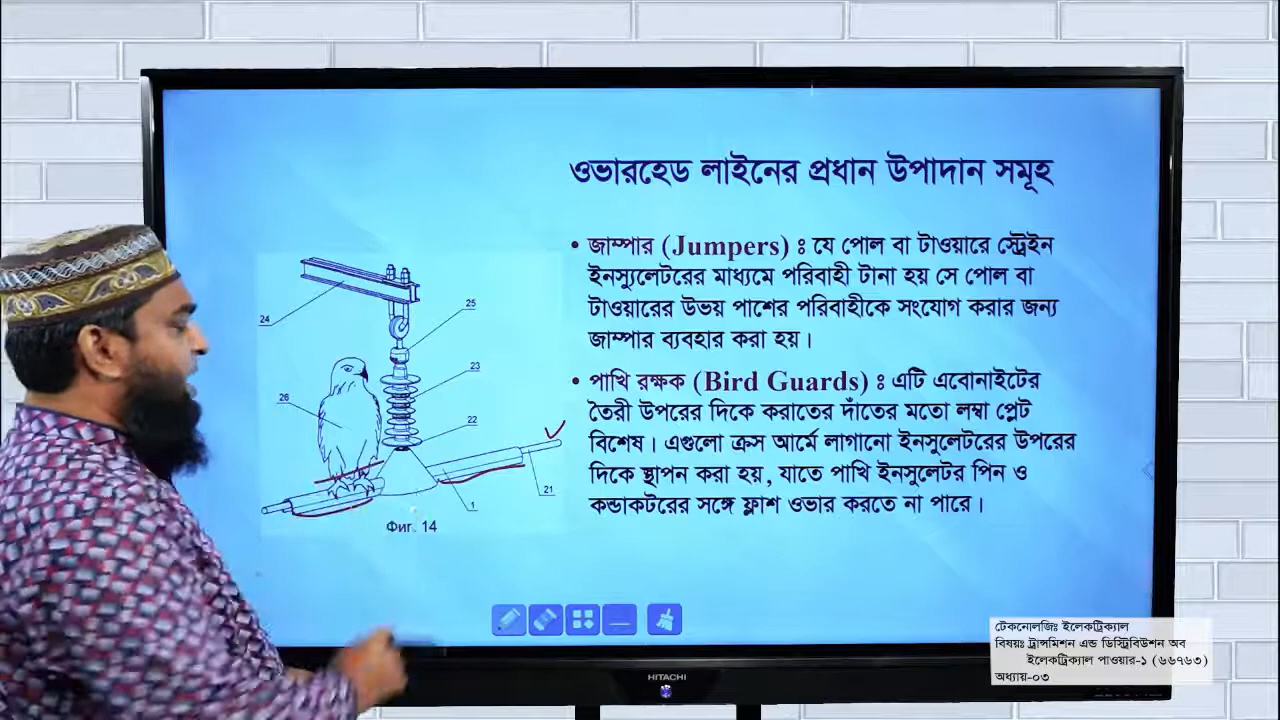 ওভারহেড লাইনের প্রধান উপাদান সমূহ
• জাম্পার (Jumpers) ঃ যে পোল বা টাওয়ারে স্ট্রেইন
ইনস্যুলেটরের মাধ্যমে পরিবাহী টানা হয় সে পোল বা
টাওয়ারের উভয় পাশের পরিবাহীকে সংযোগ করার জন্য
জাম্পার ব্যবহার করা হয়।
• পাখি রক্ষক (Bird Guards) ঃ এটি এবোনাইটের
তৈরী উপরের দিকে করাতের দাঁতের মতো লম্বা প্লেট
বিশেষ। এগুলো ক্রস আর্মে লাগানো ইনসুলেটরের উপরের
দিকে স্থাপন করা হয়, যাতে পাখি ইনসুলেটর পিন ও
কন্ডাকটরের সঙ্গে ফ্লাশ ওভার করতে না পারে।
24
25
23
26
22
21
1
Фиг. 14
HITACHI
টেকনোলজিঃ ইলেকট্রিক্যাল
বিষয়ঃ ট্রান্সমিশন এন্ড ডিস্ট্রিবিউশন অব
ইলেকট্রিক্যাল পাওয়ার-১ (৬৬৭৬৩)
অধ্যায়-০৩